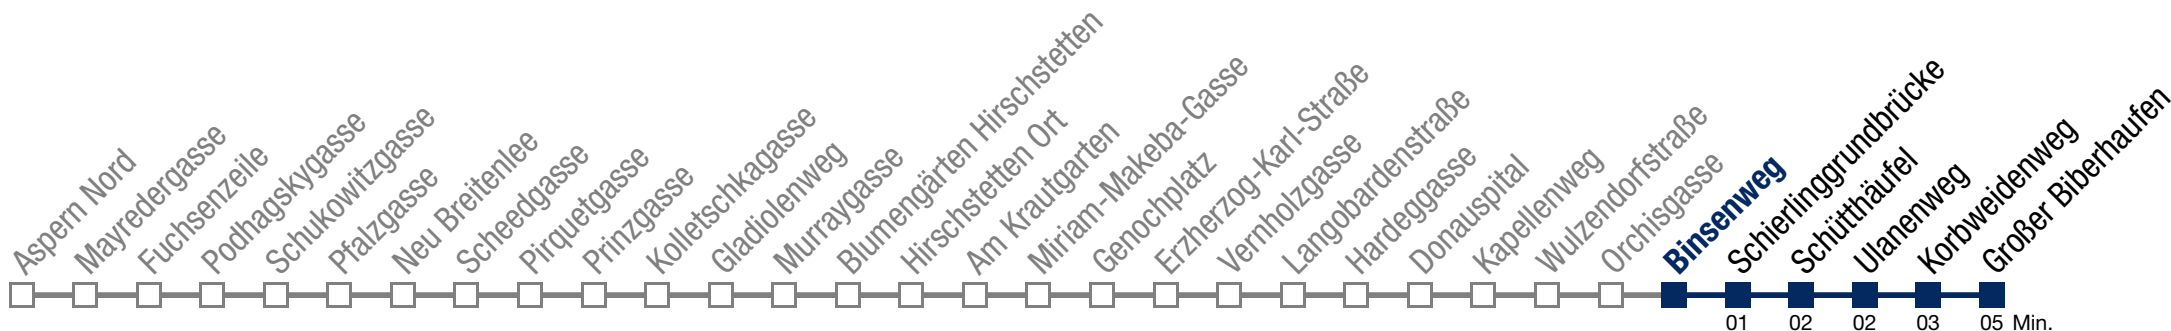 Aspern Nord
Mayredergasse
Fuchsenzeile
Podhagskygasse
Schukowitzgasse
Pfalzgasse
Neu Breitenlee
Scheedgasse
Pirquetgasse
Prinzgasse
Kolletschkagasse
Gladiolenweg
Murraygasse
Blumengärten Hirschstetten
Hirschstetten Ort
Am Krautgarten
Miriam-Makeba-Gasse
Genochplatz
Erzherzog-Karl-Straße
Vernholzgasse
Langobardenstraße
Hardeggasse
Donauspital
Kapellenweg
Wulzendorfstraße
Orchisgasse
Binsenweg
Schierlinggrundbrücke
Schütthäufel
Ulanenweg
Korbweidenweg
Großer Biberhaufen
01 02 02 03 05 Min.